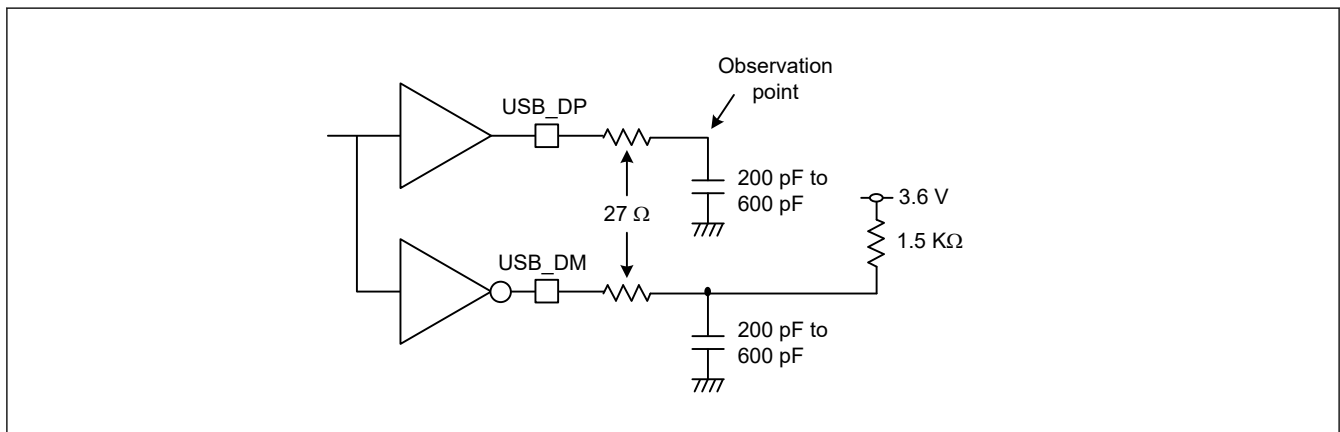 Observation
point
USB_DP
200 pF to
600 pF
3.6 V
27 Ω
1.5 KΩ
USB_DM
200 pF to
600 pF